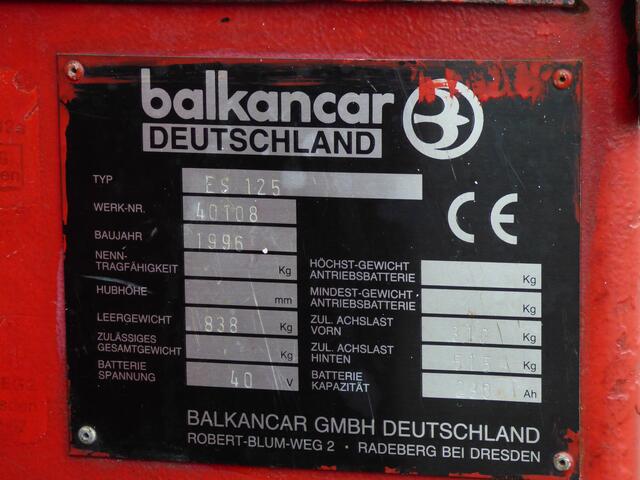 balkancar
DEUTSCHLAND
TYP ES 125
WERK-NR. 40108
BAUJAHR 1996
NENN-
TRAGFÄHIGKEIT Kg
HUBHÖHE mm
LEERGEWICHT 838 Kg
ZULÄSSIGES
GESAMTGEWICHT Kg
BATTERIE
SPANNUNG 40 V
CE
HÖCHST-GEWICHT
ANTRIEBSBATTERIE Kg
MINDEST-GEWICHT
ANTRIEBSBATTERIE Kg
ZUL. ACHSLAST
VORN Kg
ZUL. ACHSLAST
HINTEN Kg
BATTERIE
KAPAZITÄT Ah
BALKANCAR GMBH DEUTSCHLAND
ROBERT-BLUM-WEG 2 · RADEBERG BEI DRESDEN